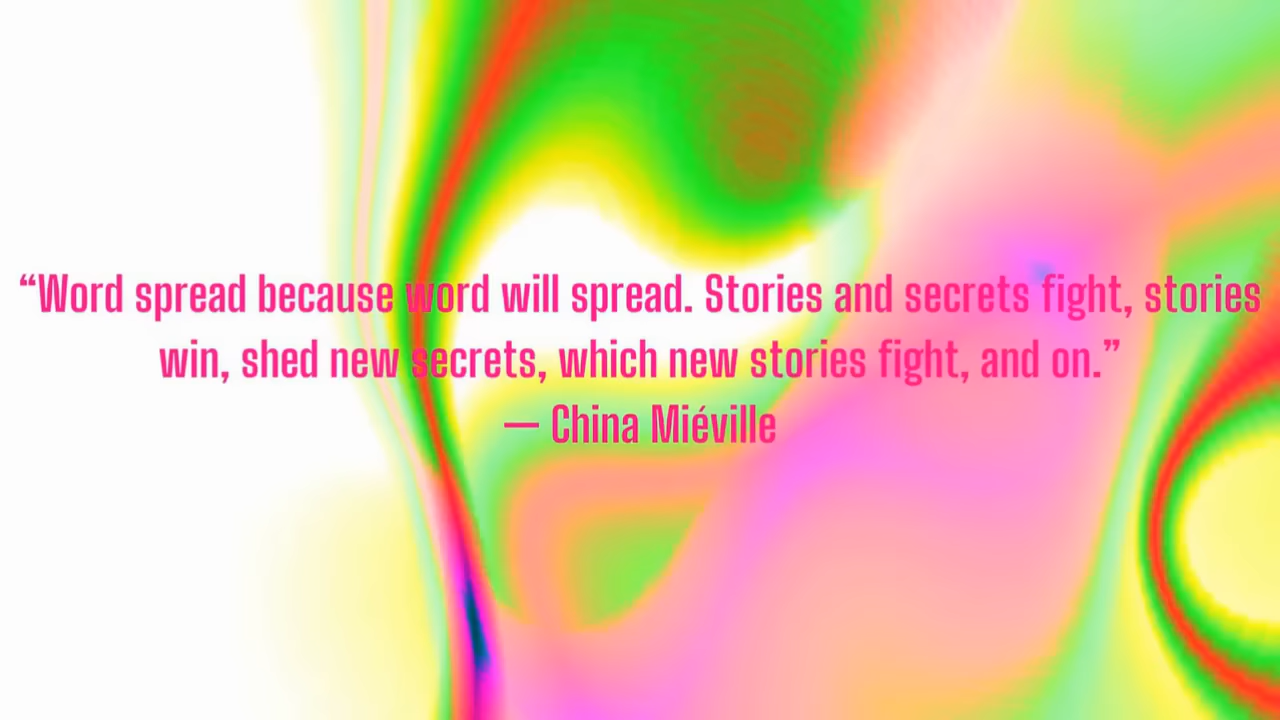 “Word spread because word will spread. Stories and secrets fight, stories
win, shed new secrets, which new stories fight, and on.”
— China Miéville